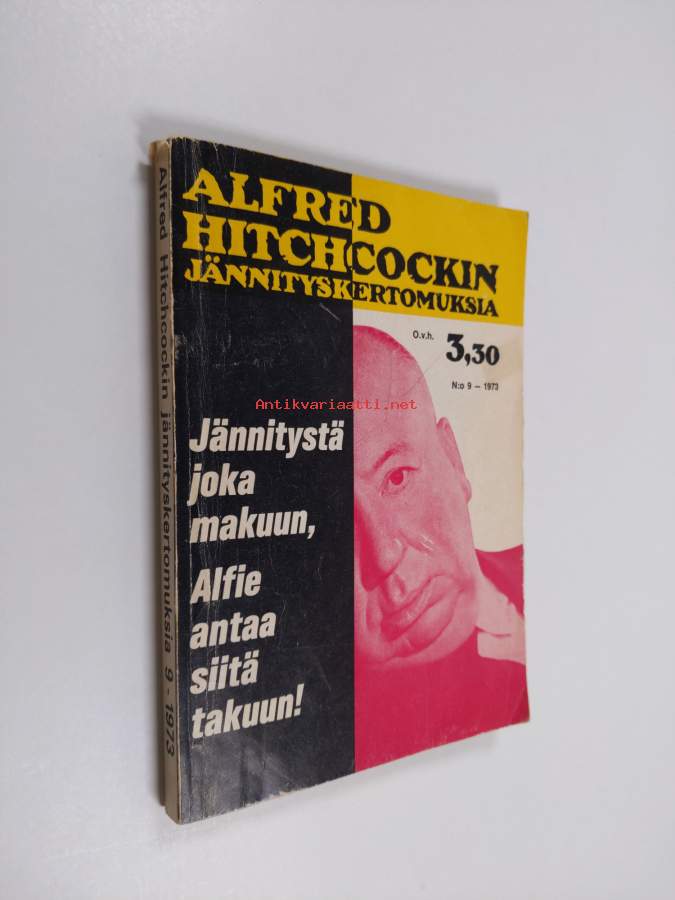 Alfred Hitchcockin jännityskertomuksia 9 - 1973
ALFRED
HITCHCOCKIN
JÄNNITYSKERTOMUKSIA
O.v.h. 3,30
N:o 9 — 1973
Antikvariaatti.net
Jännitystä
joka
makuun,
Alfie
antaa
siitä
takuun!